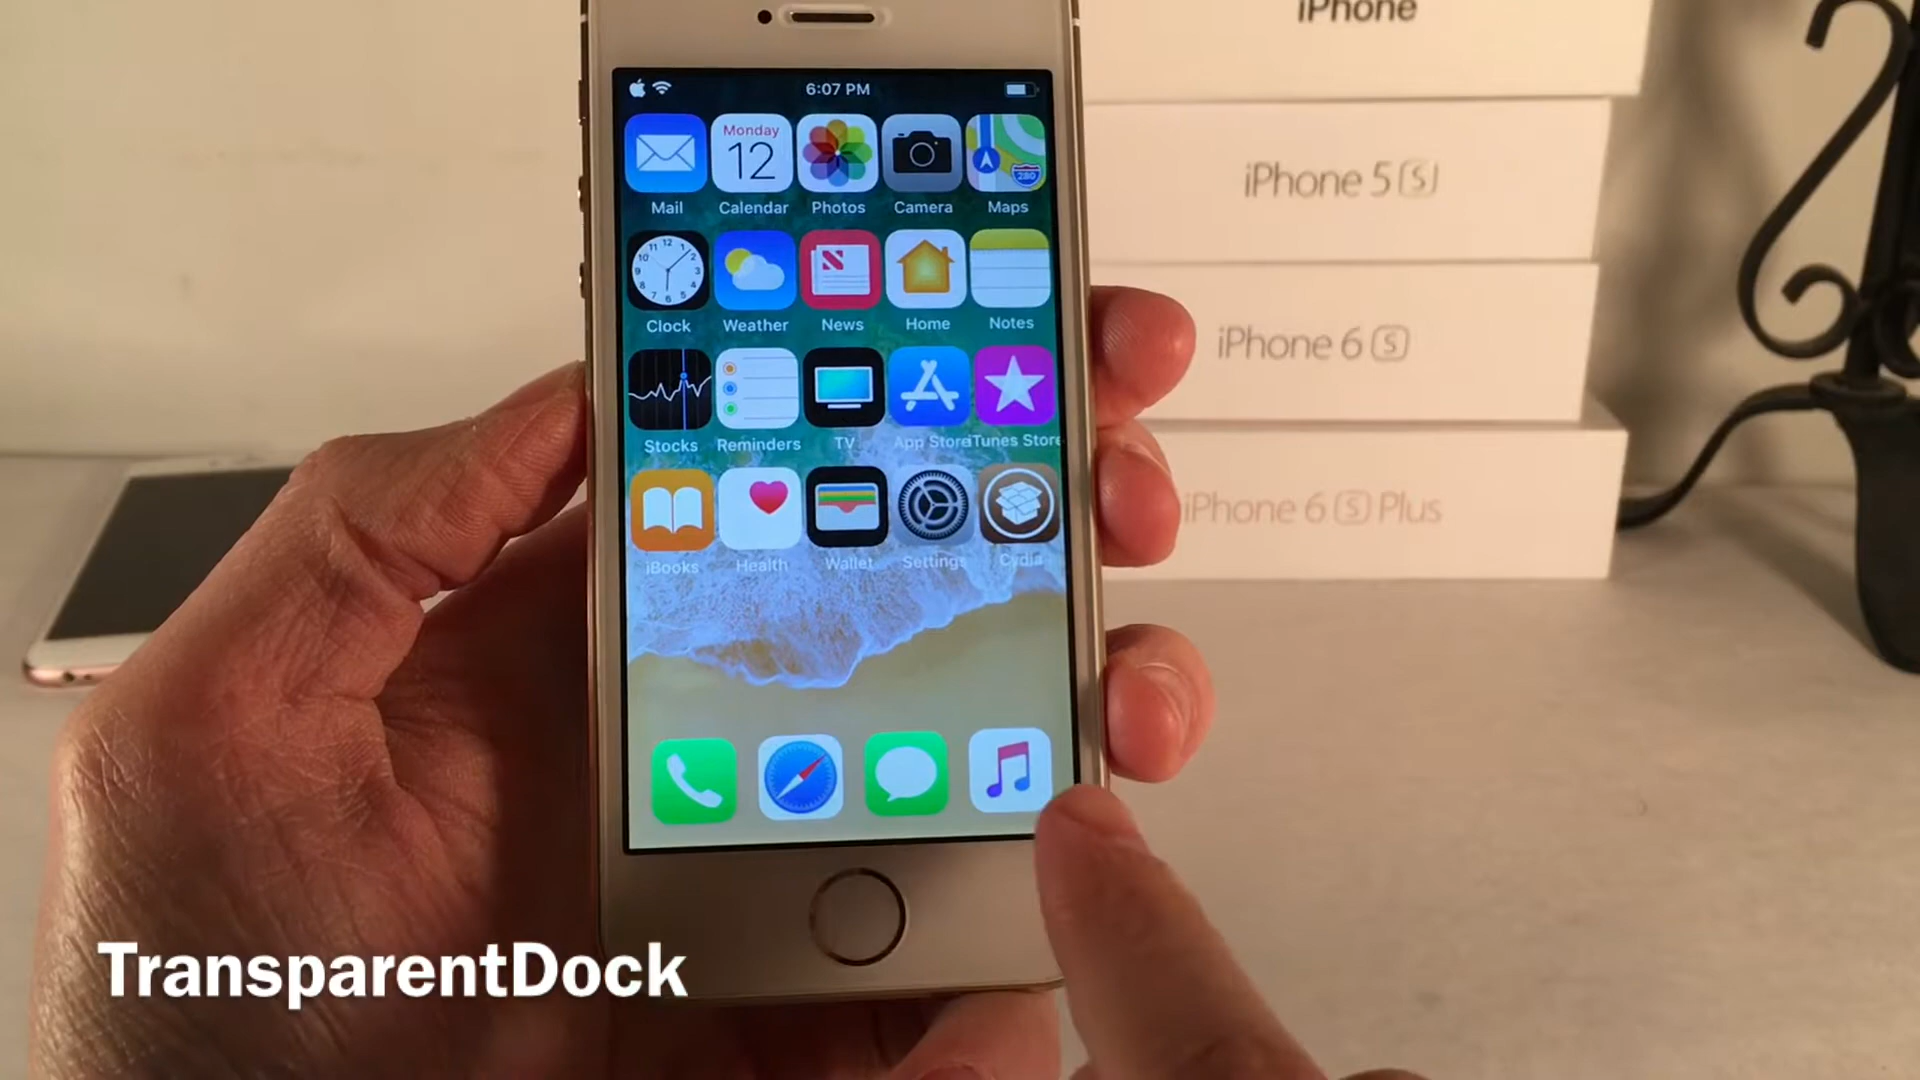 iPhone
6:07 PM
Monday
12
280
Mail Calendar Photos Camera Maps
iPhone 5S
Clock Weather News Home Notes
iPhone 6S
Stocks Reminders TV App Store iTunes Store
iPhone 6S Plus
iBooks Health Wallet Settings Cydia
TransparentDock